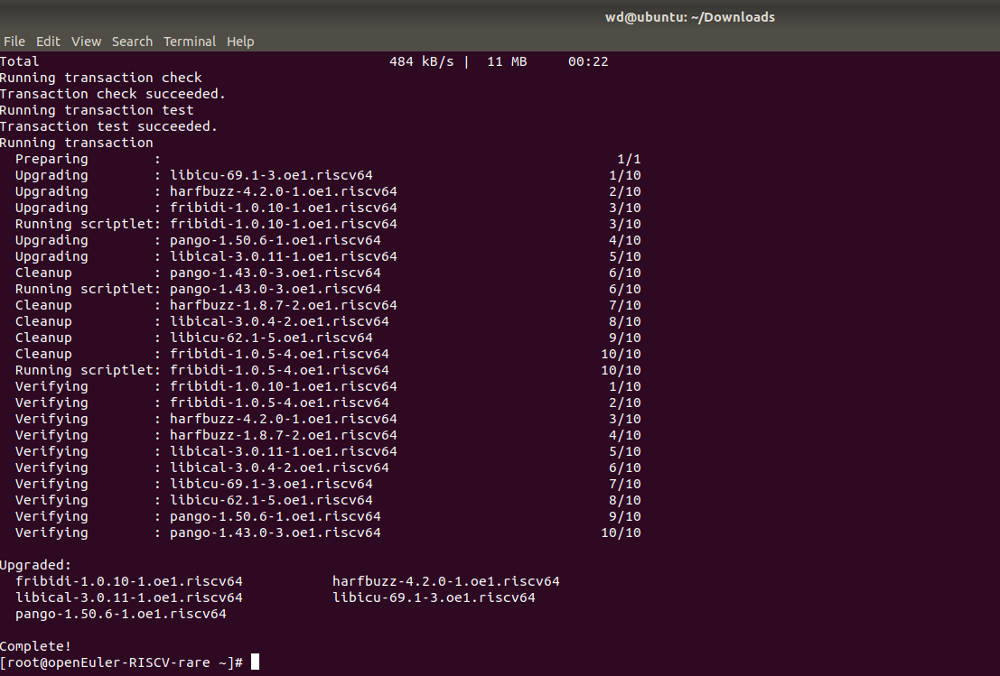 wd@ubuntu: ~/Downloads
File Edit View Search Terminal Help
Total 484 kB/s | 11 MB 00:22
Running transaction check
Transaction check succeeded.
Running transaction test
Transaction test succeeded.
Running transaction
Preparing : 1/1
Upgrading : libicu-69.1-3.oe1.riscv64 1/10
Upgrading : harfbuzz-4.2.0-1.oe1.riscv64 2/10
Upgrading : fribidi-1.0.10-1.oe1.riscv64 3/10
Running scriptlet: fribidi-1.0.10-1.oe1.riscv64 3/10
Upgrading : pango-1.50.6-1.oe1.riscv64 4/10
Upgrading : libical-3.0.11-1.oe1.riscv64 5/10
Cleanup : pango-1.43.0-3.oe1.riscv64 6/10
Running scriptlet: pango-1.43.0-3.oe1.riscv64 6/10
Cleanup : harfbuzz-1.8.7-2.oe1.riscv64 7/10
Cleanup : libical-3.0.4-2.oe1.riscv64 8/10
Cleanup : libicu-62.1-5.oe1.riscv64 9/10
Cleanup : fribidi-1.0.5-4.oe1.riscv64 10/10
Running scriptlet: fribidi-1.0.5-4.oe1.riscv64 10/10
Verifying : fribidi-1.0.10-1.oe1.riscv64 1/10
Verifying : fribidi-1.0.5-4.oe1.riscv64 2/10
Verifying : harfbuzz-4.2.0-1.oe1.riscv64 3/10
Verifying : harfbuzz-1.8.7-2.oe1.riscv64 4/10
Verifying : libical-3.0.11-1.oe1.riscv64 5/10
Verifying : libical-3.0.4-2.oe1.riscv64 6/10
Verifying : libicu-69.1-3.oe1.riscv64 7/10
Verifying : libicu-62.1-5.oe1.riscv64 8/10
Verifying : pango-1.50.6-1.oe1.riscv64 9/10
Verifying : pango-1.43.0-3.oe1.riscv64 10/10
Upgraded:
fribidi-1.0.10-1.oe1.riscv64 harfbuzz-4.2.0-1.oe1.riscv64
libical-3.0.11-1.oe1.riscv64 libicu-69.1-3.oe1.riscv64
pango-1.50.6-1.oe1.riscv64
Complete!
[root@openEuler-RISCV-rare ~]#